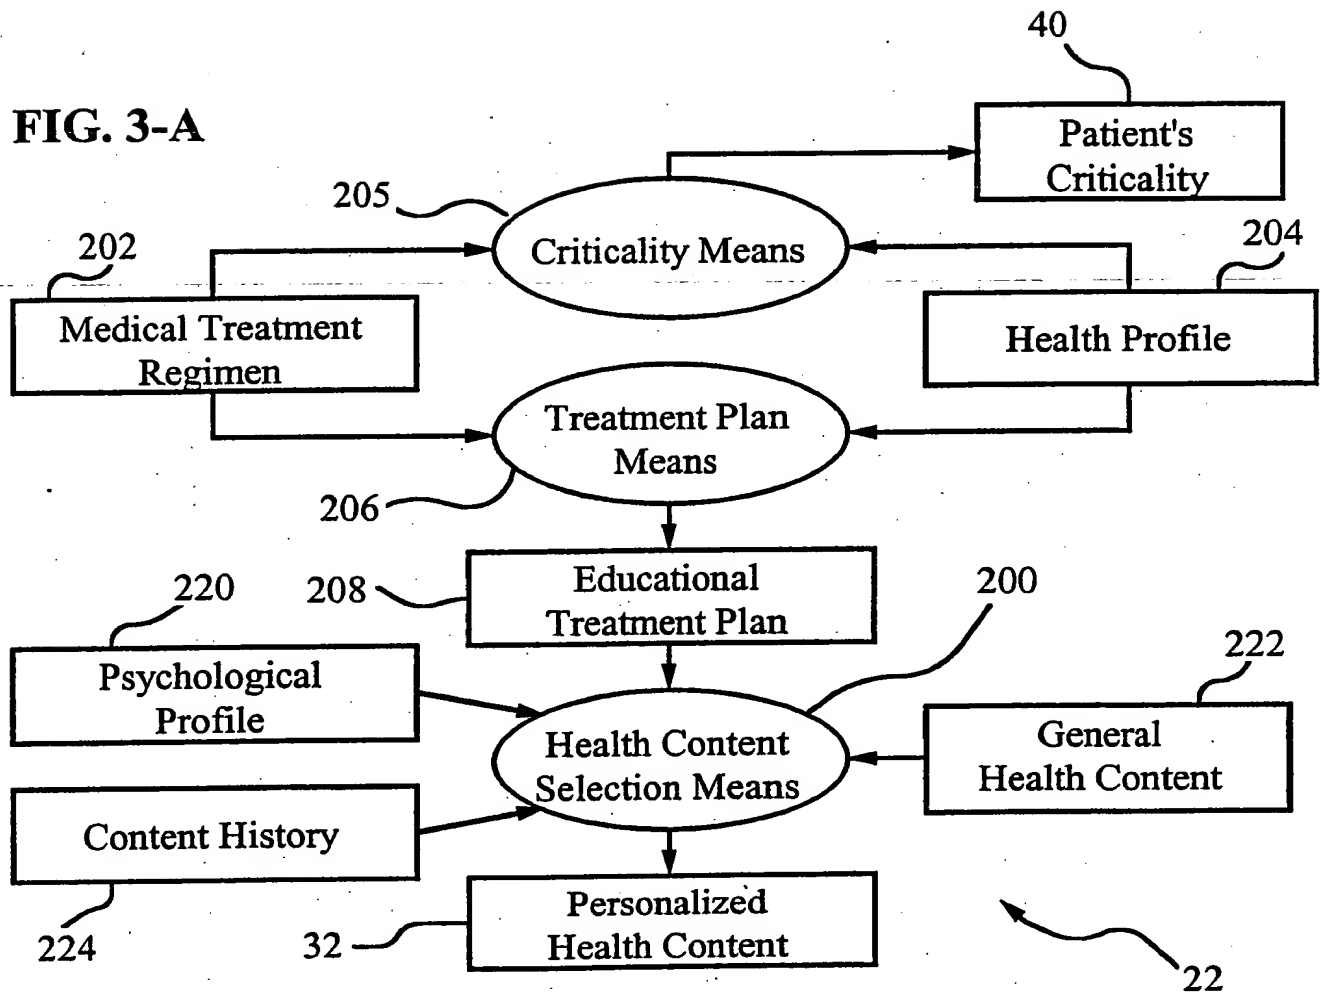 40
FIG. 3-A
Patient's
Criticality
205
Criticality Means
202
204
Medical Treatment
Regimen
Health Profile
Treatment Plan
Means
206
Educational
Treatment Plan
208
220
200
Psychological
Profile
222
Health Content
Selection Means
General
Health Content
Content History
224
Personalized
Health Content
32
22